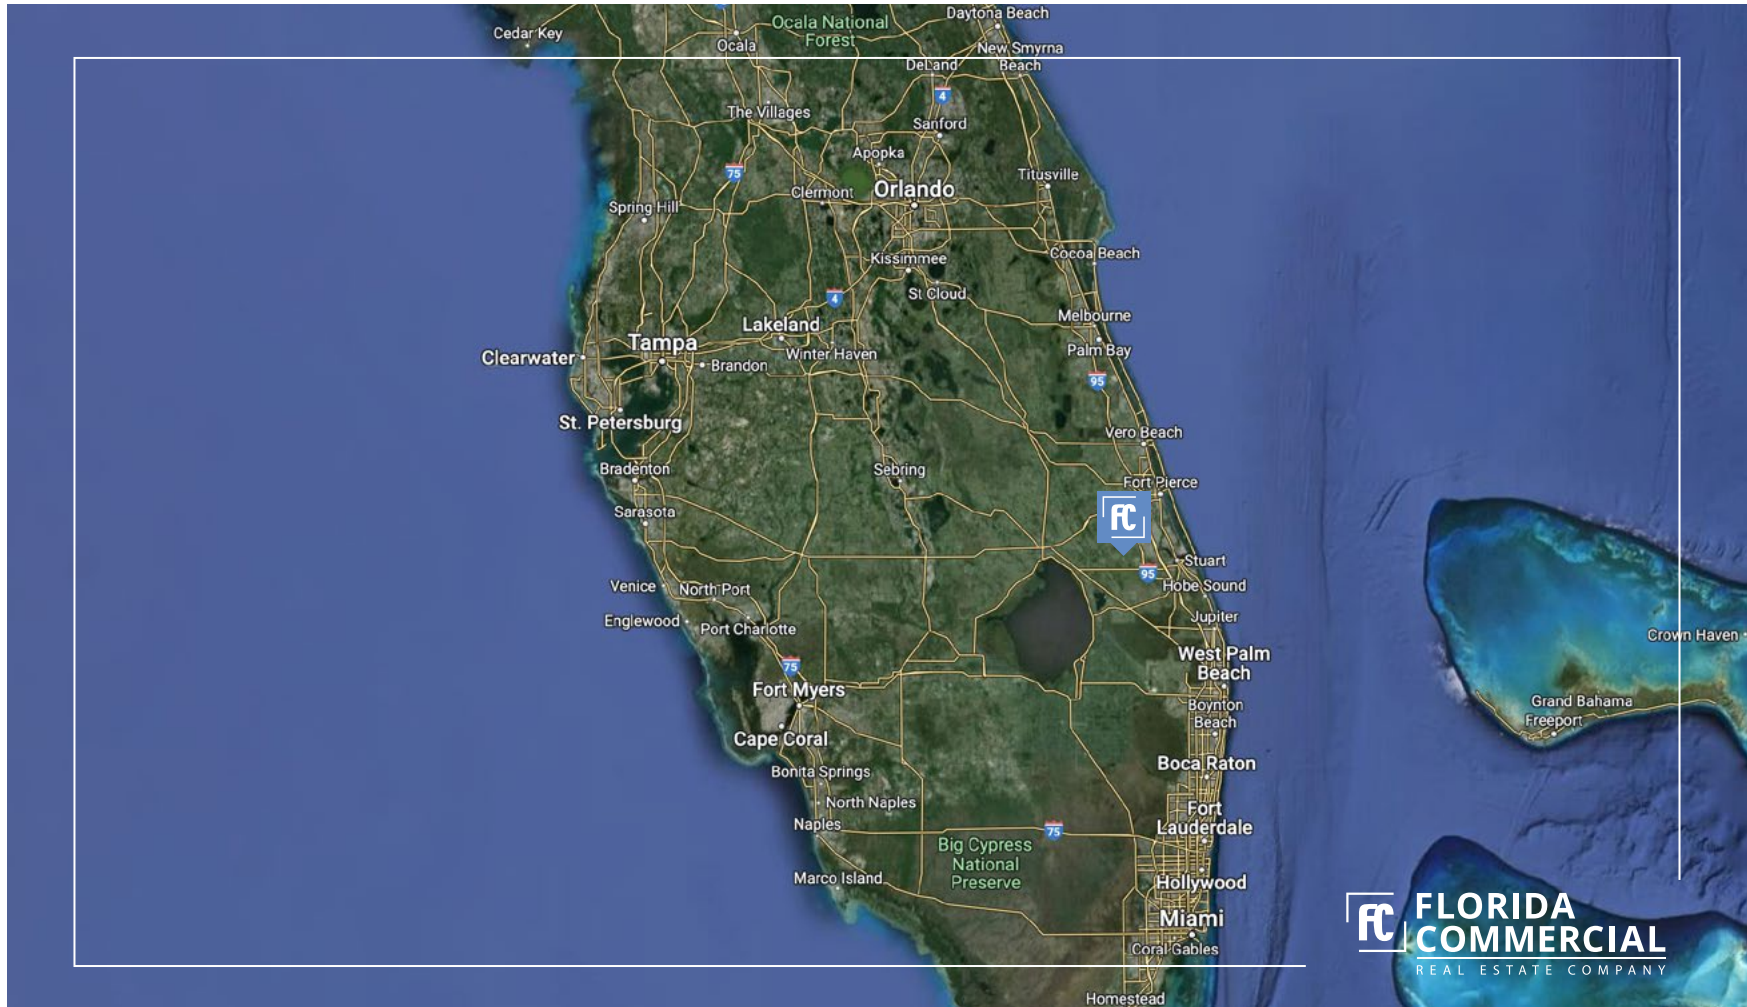 Daytona Beach
Ocala National
Forest
Cedar Key
Ocala
New Smyrna
Beach
DeLand
4
The Villages
Sanford
Apopka
75
Titusville
Clermont
Orlando
Spring Hill
Cocoa Beach
Kissimmee
St Cloud
4
Melbourne
Lakeland
Tampa
Palm Bay
Winter Haven
Clearwater
Brandon
95
St. Petersburg
Vero Beach
Bradenton
Sebring
Fort Pierce
Sarasota
FC
Stuart
95
Hobe Sound
Venice
North Port
Jupiter
Englewood
Port Charlotte
Crown Haven
West Palm
Beach
75
Fort Myers
Grand Bahama
Boynton
Beach
Freeport
Cape Coral
Boca Raton
Bonita Springs
North Naples
Fort
Lauderdale
Naples
75
Big Cypress
National
Preserve
Marco Island
Hollywood
Miami
Coral Gables
Homestead
FC
FLORIDA
COMMERCIAL
REAL ESTATE COMPANY